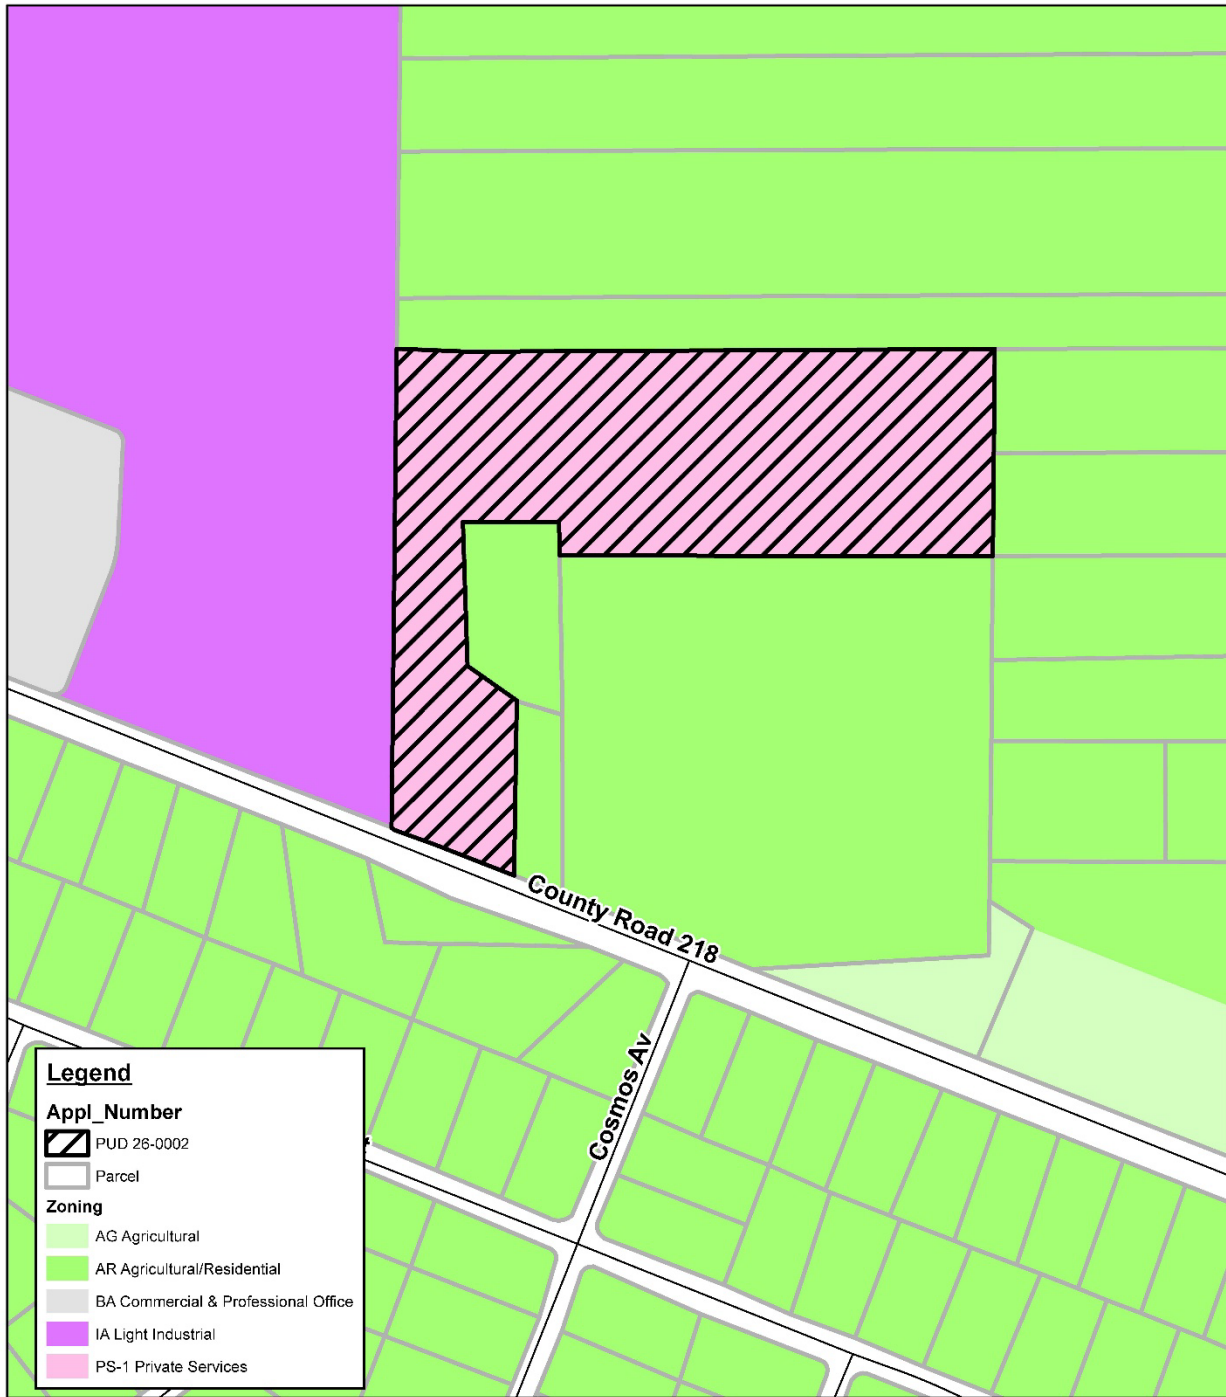 County Road 218
Cosmos Av
Legend
Appl_Number
PUD 26-0002
Parcel
Zoning
AG Agricultural
AR Agricultural/Residential
BA Commercial & Professional Office
IA Light Industrial
PS-1 Private Services